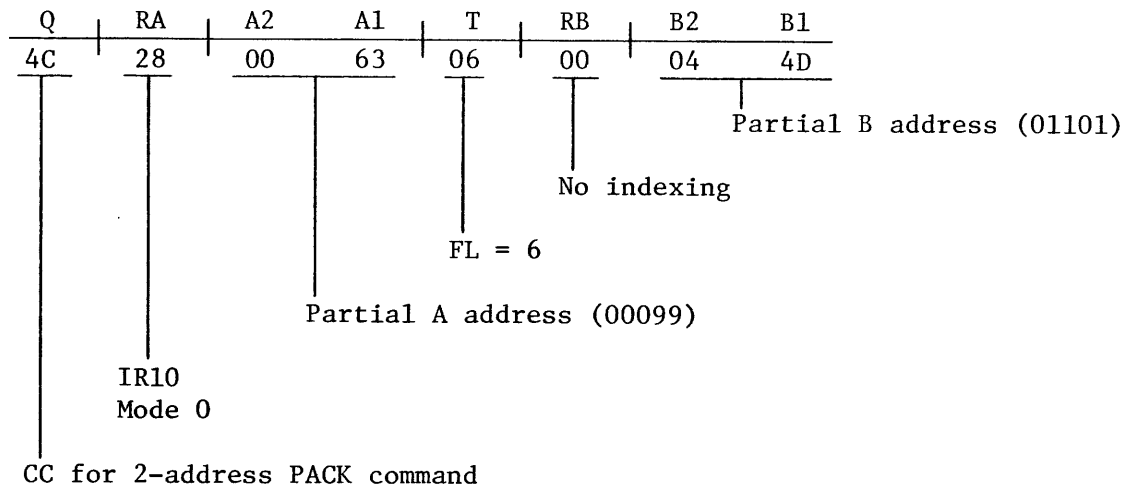 Q RA A2 A1 T RB B2 B1
4C 28 00 63 06 00 04 4D
Partial B address (01101)
No indexing
FL = 6
Partial A address (00099)
IR10
Mode 0
CC for 2-address PACK command